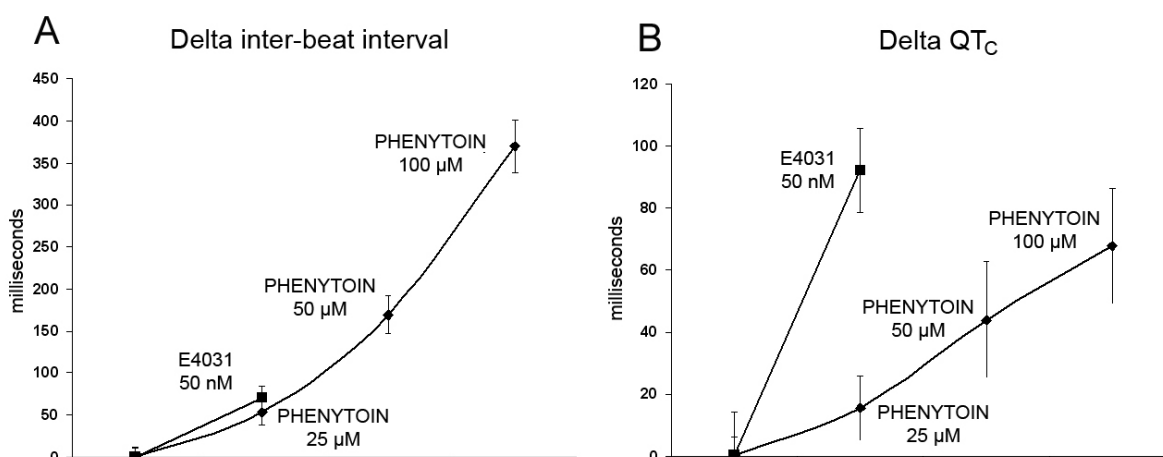 A
Delta inter-beat interval
450
400
350
300
250
200
150
100
50
0
milliseconds
PHENYTOIN
100 µM
PHENYTOIN
50 µM
E4031
50 nM
PHENYTOIN
25 µM
B
Delta QTC
120
100
80
60
40
20
0
milliseconds
E4031
50 nM
PHENYTOIN
100 µM
PHENYTOIN
50 µM
PHENYTOIN
25 µM